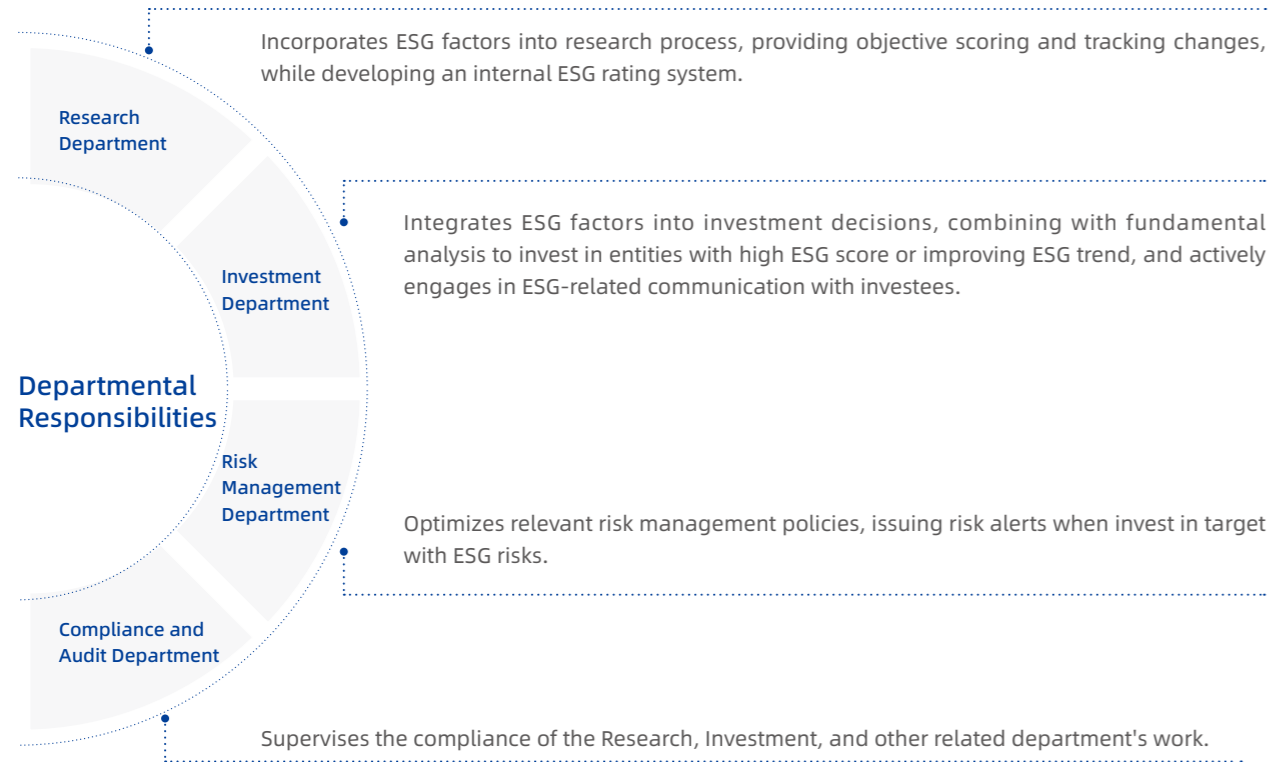 Departmental
Responsibilities
Research
Department
Incorporates ESG factors into research process, providing objective scoring and tracking changes,
while developing an internal ESG rating system.
Investment
Department
Integrates ESG factors into investment decisions, combining with fundamental
analysis to invest in entities with high ESG score or improving ESG trend, and actively
engages in ESG-related communication with investees.
Risk
Management
Department
Optimizes relevant risk management policies, issuing risk alerts when invest in target
with ESG risks.
Compliance and
Audit Department
Supervises the compliance of the Research, Investment, and other related department's work.